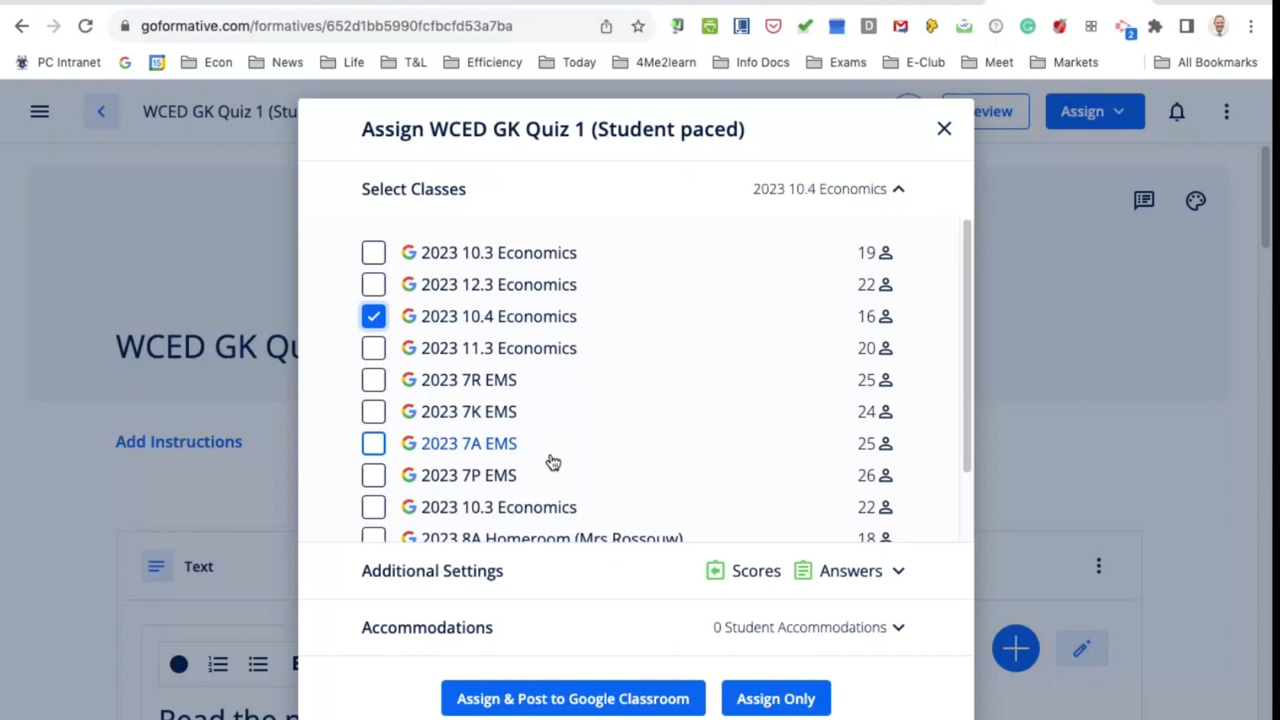 goformative.com/formatives/652d1bb5990fcfbcfd53a7ba
D
2
PC Intranet
15
Econ
News
Life
T&L
Efficiency
Today
4Me2learn
Info Docs
Exams
E-Club
Meet
Markets
All Bookmarks
WCED GK Quiz 1 (Stu
eview
Assign
Assign WCED GK Quiz 1 (Student paced)
Select Classes
2023 10.4 Economics
2023 10.3 Economics 19
2023 12.3 Economics 22
2023 10.4 Economics 16
2023 11.3 Economics 20
2023 7R EMS 25
2023 7K EMS 24
2023 7A EMS 25
2023 7P EMS 26
2023 10.3 Economics 22
2023 8A Homeroom (Mrs Rossouw) 18
WCED GK Qu
Add Instructions
Text
Additional Settings
Scores
Answers
Accommodations
0 Student Accommodations
Assign & Post to Google Classroom
Assign Only
Read the p